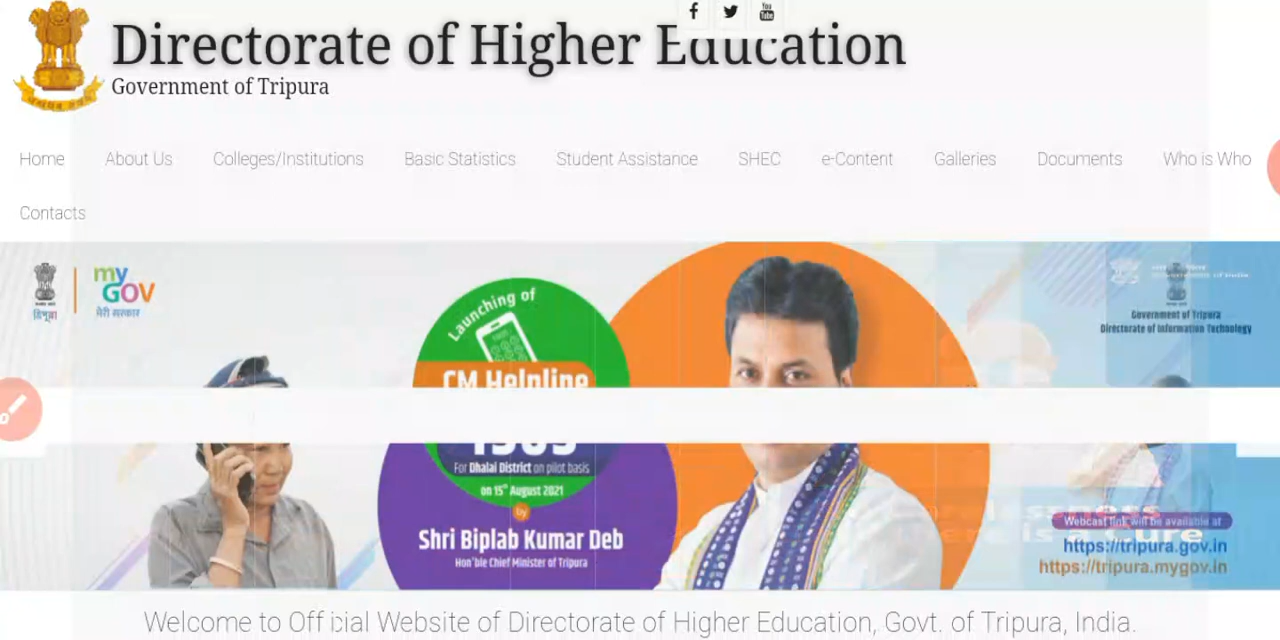 Directorate of Higher Education
Government of Tripura
Home About Us Colleges/Institutions Basic Statistics Student Assistance SHEC e-Content Galleries Documents Who is Who
Contacts
my
GOV
मेरी सरकार
Launching of
CM Helpline
For Dhalai District on pilot basis
on 15th August 2021
by
Shri Biplab Kumar Deb
Hon'ble Chief Minister of Tripura
Government of Tripura
Directorate of Information Technology
Webcast link will be available at
https://tripura.gov.in
https://tripura.mygov.in
Welcome to Official Website of Directorate of Higher Education, Govt. of Tripura, India.